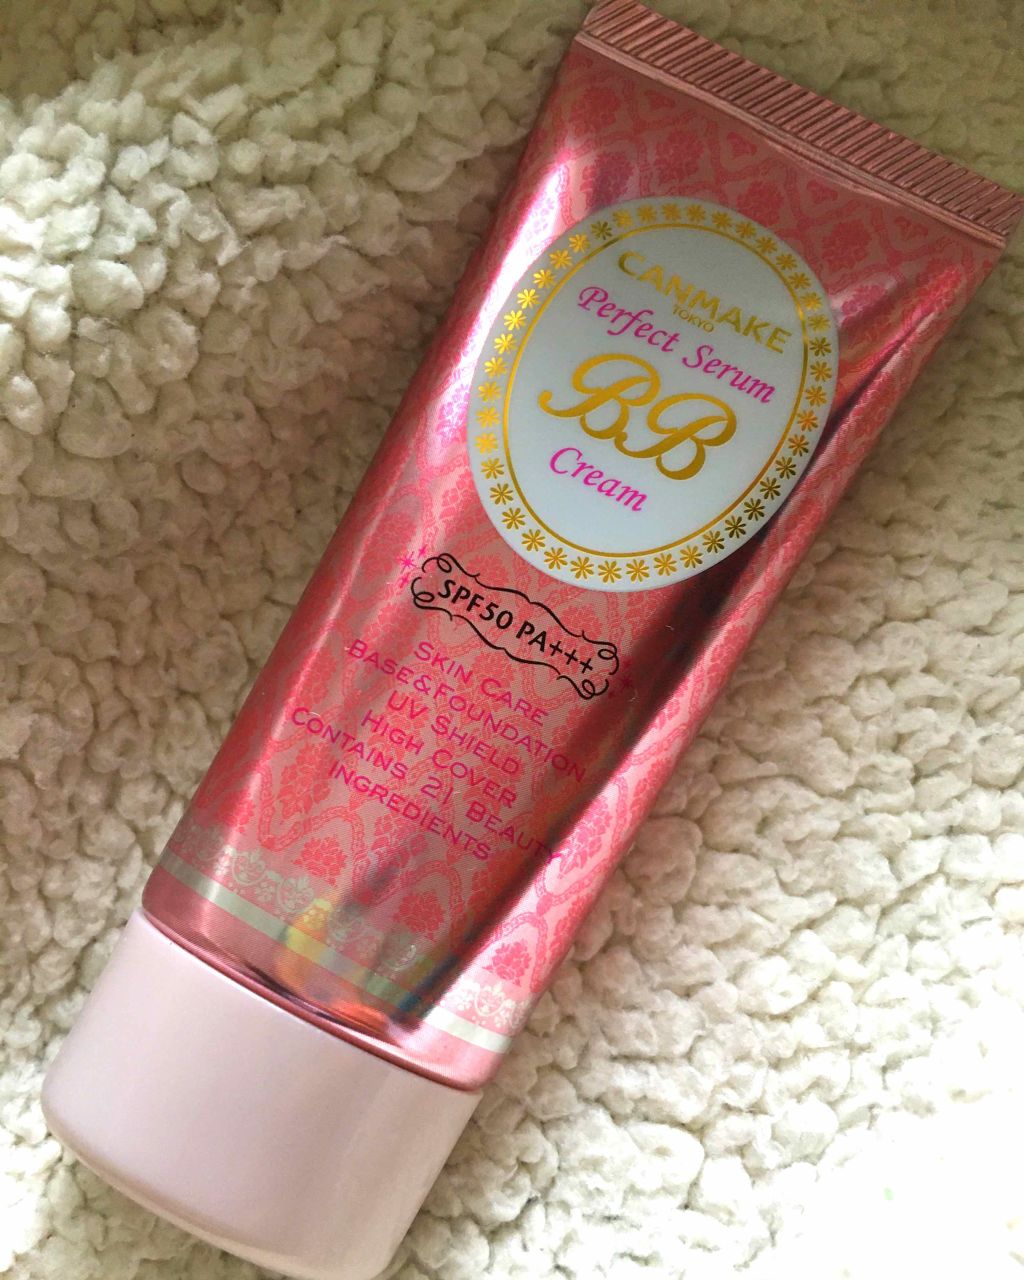 CANMAKE
TOKYO
Perfect Serum
BB
Cream
SPF50 PA+++
SKIN CARE
BASE&FOUNDATION
UV SHIELD
HIGH COVER
CONTAINS 21 BEAUTY
INGREDIENTS